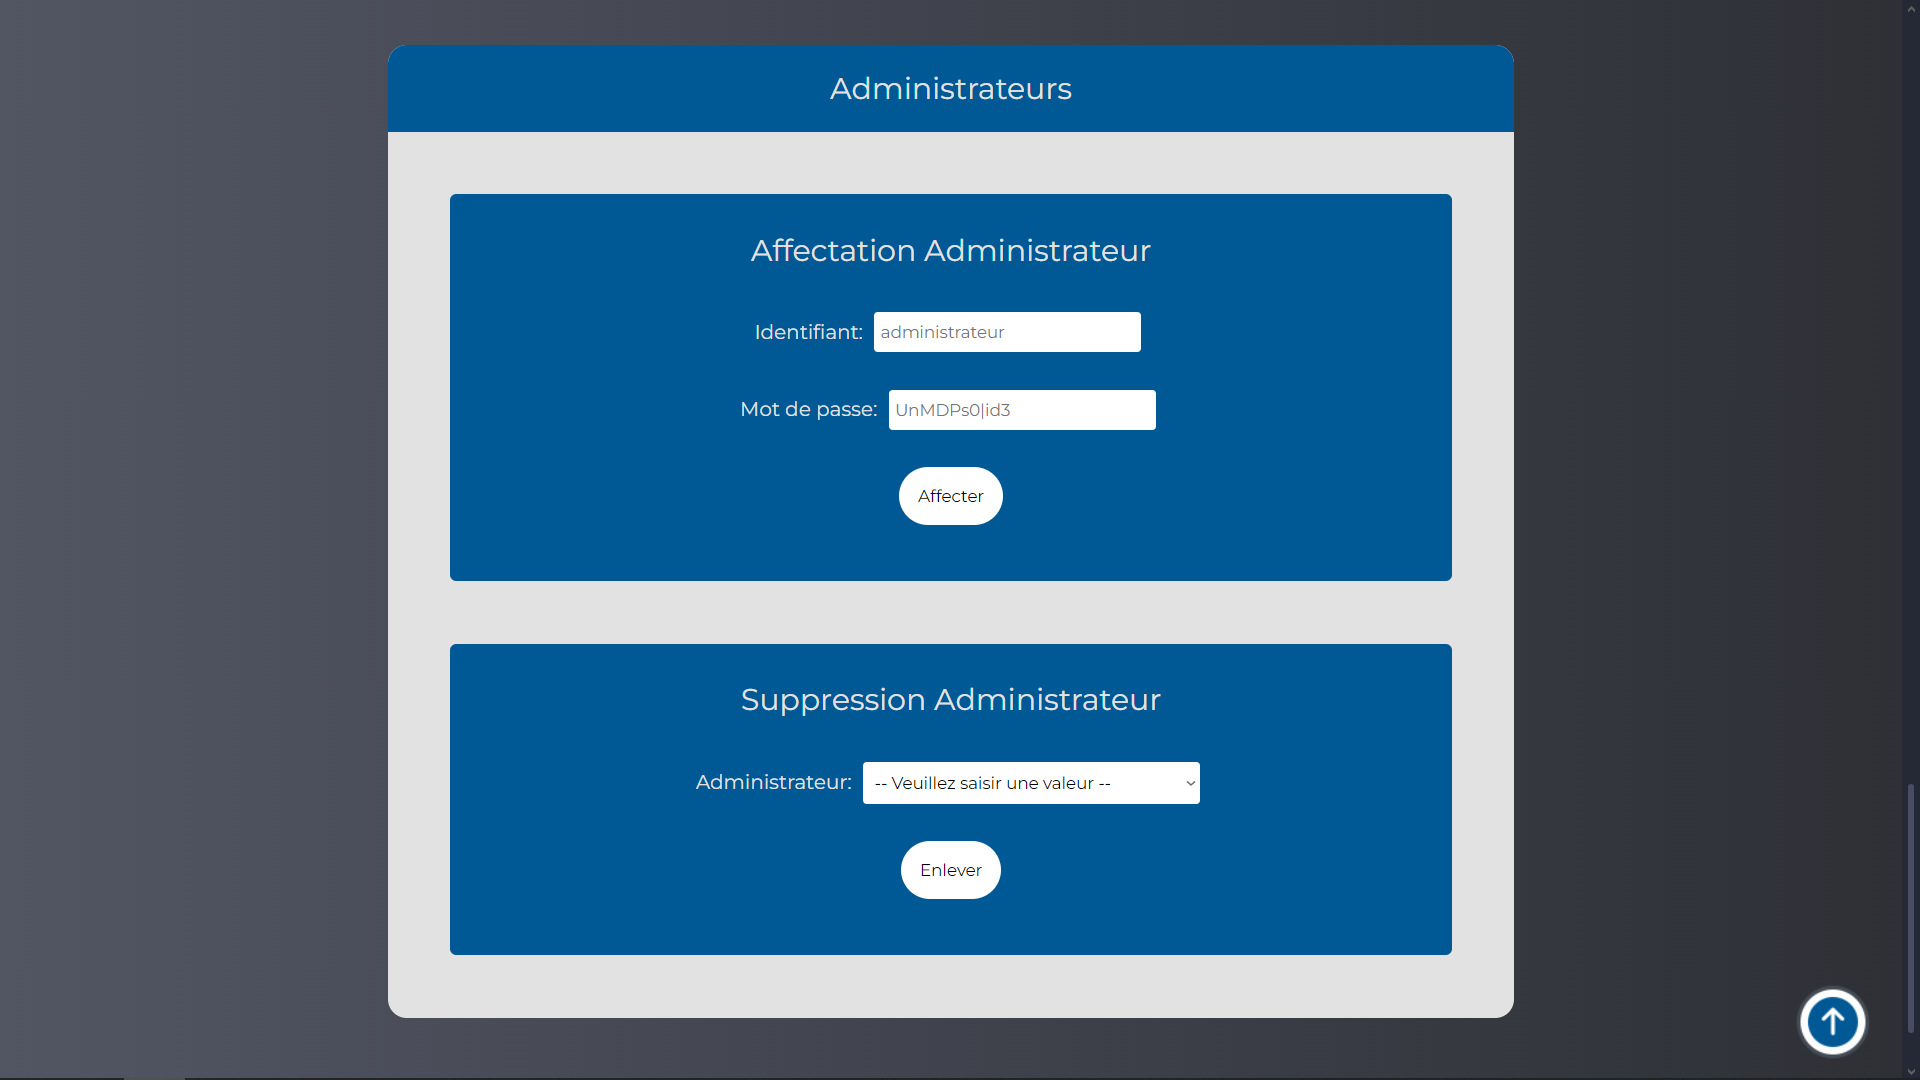 Administrateurs
Affectation Administrateur
Identifiant: administrateur
Mot de passe: UnMDPs0|id3
Affecter
Suppression Administrateur
Administrateur: -- Veuillez saisir une valeur --
Enlever